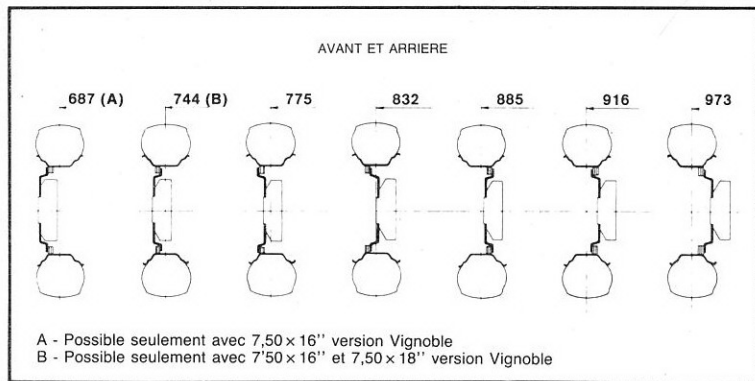 AVANT ET ARRIERE
687 (A) 744 (B) 775 832 885 916 973
A - Possible seulement avec 7,50 × 16'' version Vignoble
B - Possible seulement avec 7'50 × 16'' et 7,50 × 18'' version Vignoble